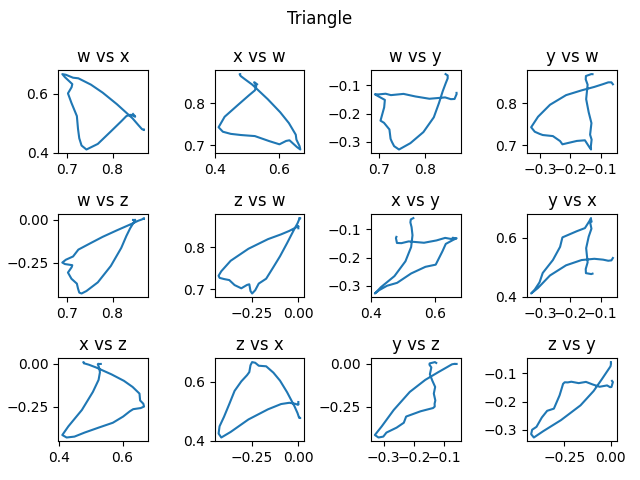 Triangle
w vs x
x vs w
w vs y
y vs w
0.6
0.4
0.7 0.8
0.8
0.7
0.4 0.6
−0.1
−0.2
−0.3
0.7 0.8
0.8
0.7
−0.3 −0.2 −0.1
w vs z
z vs w
x vs y
y vs x
0.00
−0.25
0.7 0.8
0.8
0.7
−0.25 0.00
−0.1
−0.2
−0.3
0.4 0.6
0.6
0.4
−0.3 −0.2 −0.1
x vs z
z vs x
y vs z
z vs y
0.00
−0.25
0.4 0.6
0.6
0.4
−0.25 0.00
0.00
−0.25
−0.3 −0.2 −0.1
−0.1
−0.2
−0.3
−0.25 0.00